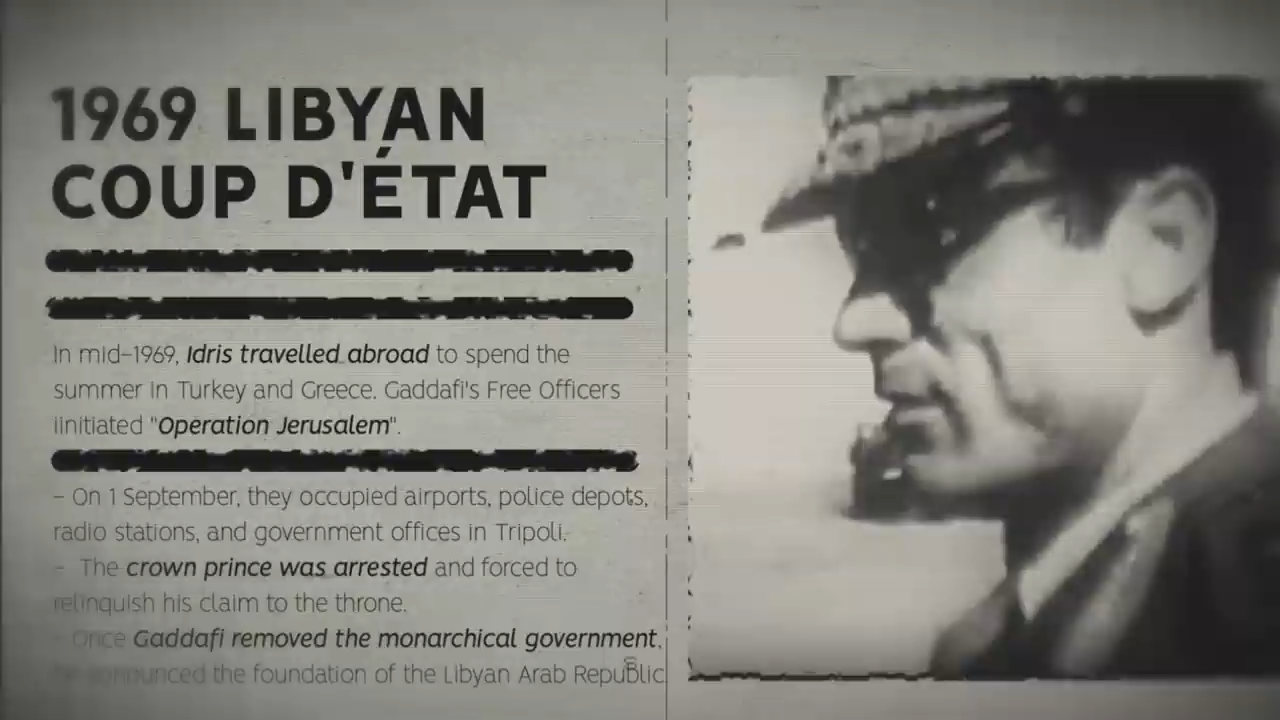 1969 LIBYAN
COUP D'ÉTAT
In mid-1969, Idris travelled abroad to spend the
summer in Turkey and Greece. Gaddafi's Free Officers
iinitiated "Operation Jerusalem".
- On 1 September, they occupied airports, police depots,
radio stations, and government offices in Tripoli.
- The crown prince was arrested and forced to
relinquish his claim to the throne.
- Once Gaddafi removed the monarchical government,
he announced the foundation of the Libyan Arab Republic.